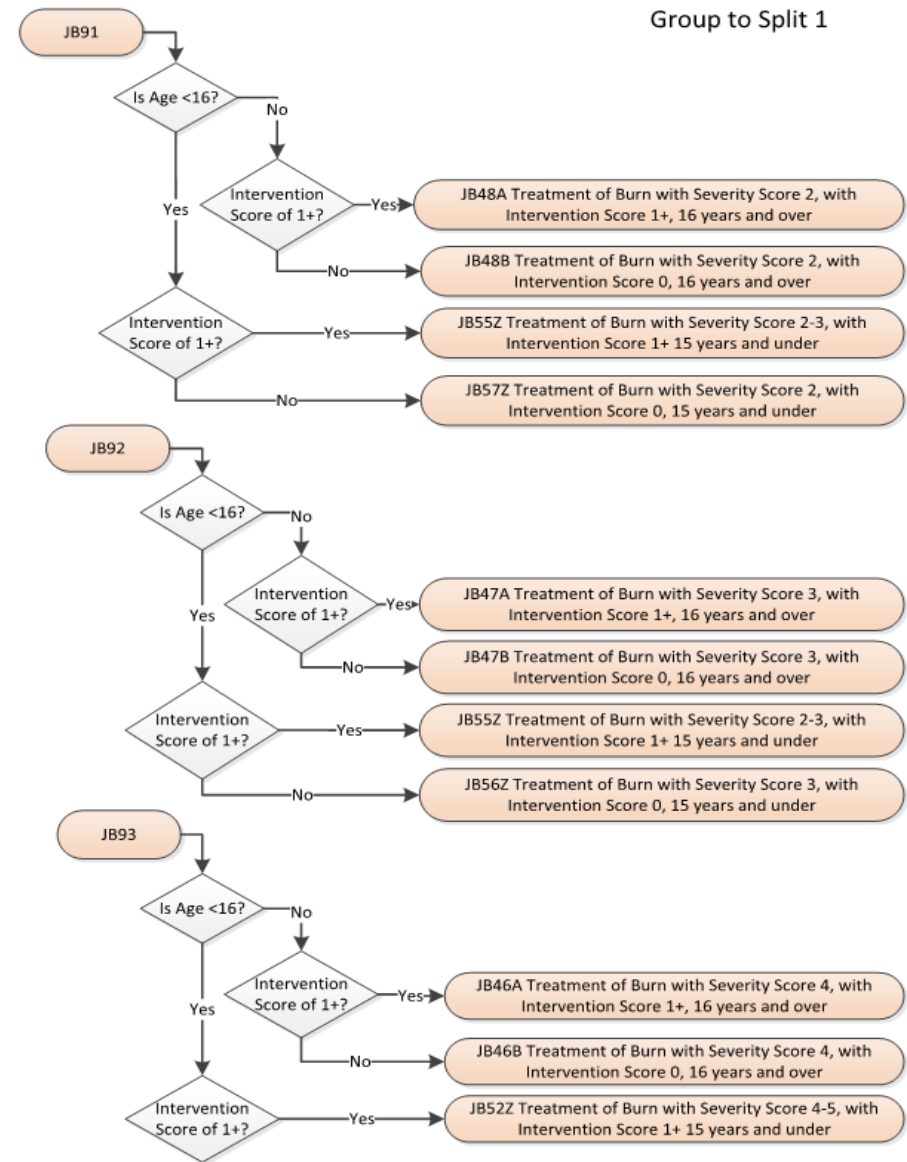 Group to Split 1
JB91
Is Age <16?
No
Intervention
Score of 1+?
Yes
JB48A Treatment of Burn with Severity Score 2, with
Intervention Score 1+, 16 years and over
Yes
No
JB48B Treatment of Burn with Severity Score 2, with
Intervention Score 0, 16 years and over
Intervention
Score of 1+?
Yes
JB55Z Treatment of Burn with Severity Score 2-3, with
Intervention Score 1+ 15 years and under
No
JB57Z Treatment of Burn with Severity Score 2, with
Intervention Score 0, 15 years and under
JB92
Is Age <16?
No
Intervention
Score of 1+?
Yes
JB47A Treatment of Burn with Severity Score 3, with
Intervention Score 1+, 16 years and over
Yes
No
JB47B Treatment of Burn with Severity Score 3, with
Intervention Score 0, 16 years and over
Intervention
Score of 1+?
Yes
JB55Z Treatment of Burn with Severity Score 2-3, with
Intervention Score 1+ 15 years and under
No
JB56Z Treatment of Burn with Severity Score 3, with
Intervention Score 0, 15 years and under
JB93
Is Age <16?
No
Intervention
Score of 1+?
Yes
JB46A Treatment of Burn with Severity Score 4, with
Intervention Score 1+, 16 years and over
Yes
No
JB46B Treatment of Burn with Severity Score 4, with
Intervention Score 0, 16 years and over
Intervention
Score of 1+?
Yes
JB52Z Treatment of Burn with Severity Score 4-5, with
Intervention Score 1+ 15 years and under